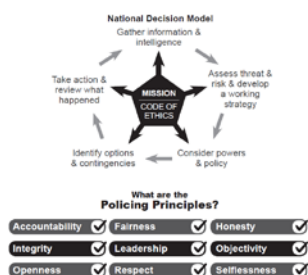 National Decision Model
Gather information &
intelligence
Assess threat &
risk & develop
a working
strategy
Consider powers
& policy
Identify options
& contingencies
Take action &
review what
happened
MISSION
CODE OF
ETHICS
What are the
Policing Principles?
Accountability Fairness Honesty
Integrity Leadership Objectivity
Openness Respect Selflessness